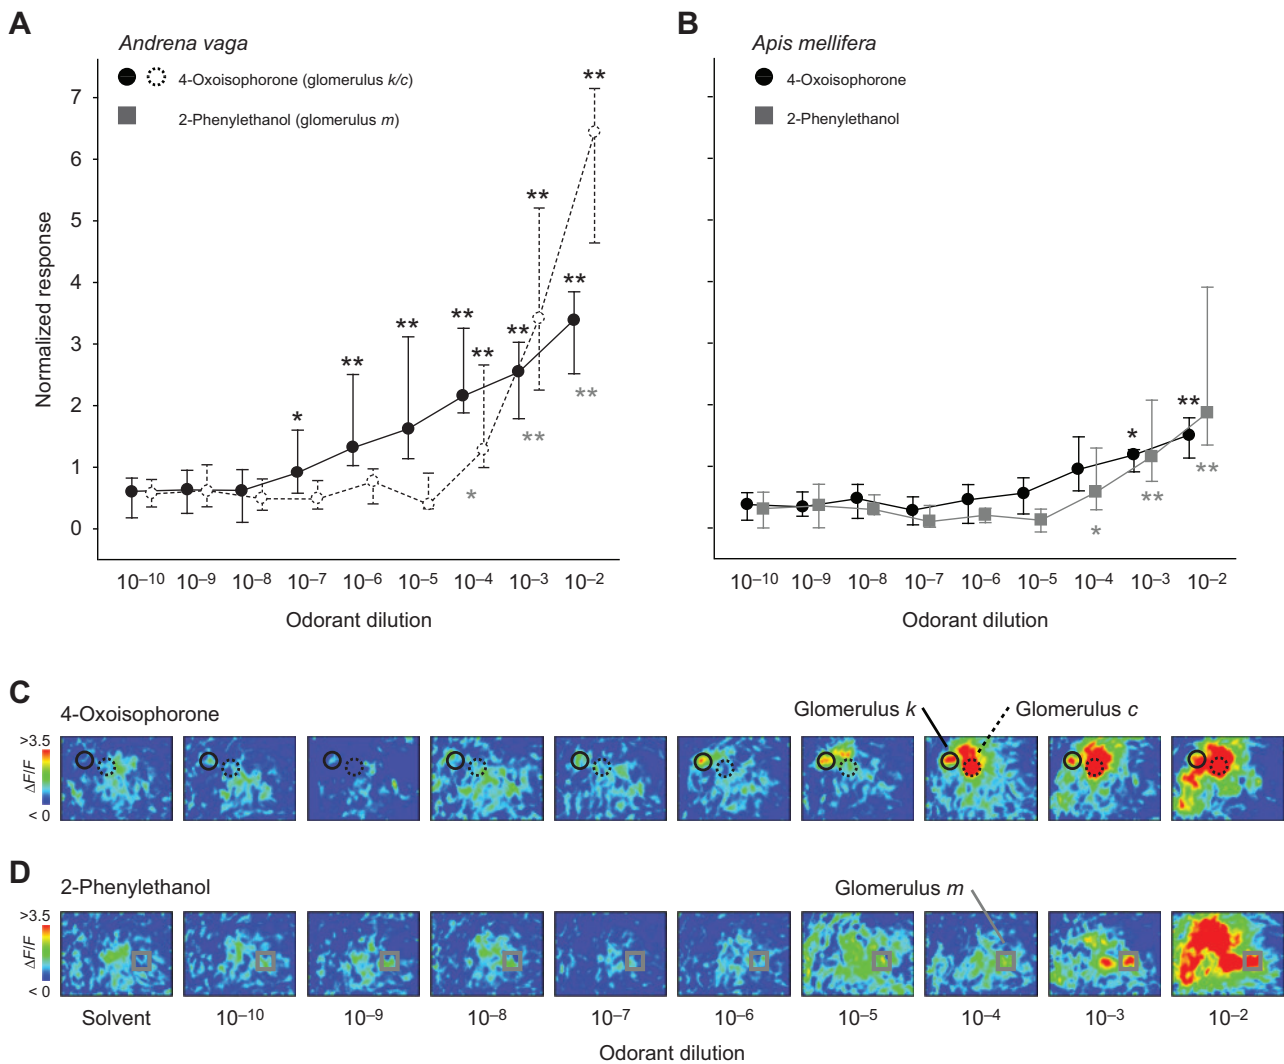 A
Andrena vaga
4-Oxoisophorone (glomerulus k/c)
2-Phenylethanol (glomerulus m)
Normalized response
7
6
5
4
3
2
1
0
** ** ** ** ** ** ** ** * ** ** *
10–10 10–9 10–8 10–7 10–6 10–5 10–4 10–3 10–2
Odorant dilution
B
Apis mellifera
4-Oxoisophorone
2-Phenylethanol
** * ** ** *
10–10 10–9 10–8 10–7 10–6 10–5 10–4 10–3 10–2
Odorant dilution
C
4-Oxoisophorone
Glomerulus k
Glomerulus c
>3.5
ΔF/F
< 0
D
2-Phenylethanol
Glomerulus m
>3.5
ΔF/F
< 0
Solvent 10–10 10–9 10–8 10–7 10–6 10–5 10–4 10–3 10–2
Odorant dilution